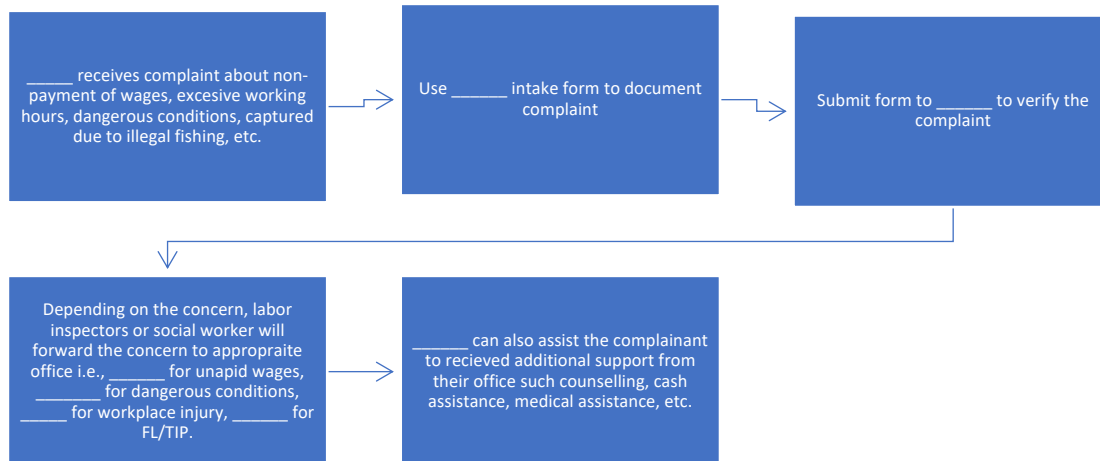 _____ receives complaint about non-
payment of wages, excesive working
hours, dangerous conditions, captured
due to illegal fishing, etc.
Use ______ intake form to document
complaint
Submit form to ______ to verify the
complaint
Depending on the concern, labor
inspectors or social worker will
forward the concern to appropraite
office i.e., ______ for unapid wages,
_______ for dangerous conditions,
_____ for workplace injury, ______ for
FL/TIP.
______ can also assist the complainant
to recieved additional support from
their office such counselling, cash
assistance, medical assistance, etc.